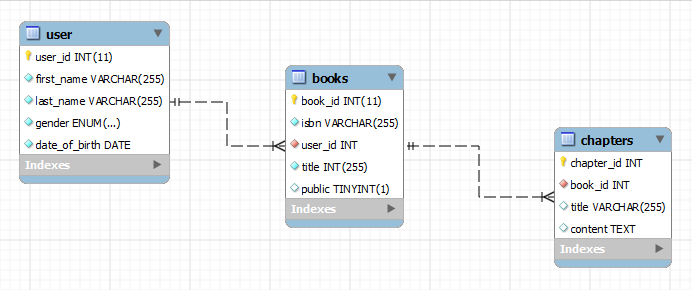 user
user_id INT(11)
first_name VARCHAR(255)
last_name VARCHAR(255)
gender ENUM(...)
date_of_birth DATE
Indexes
books
book_id INT(11)
isbn VARCHAR(255)
user_id INT
title INT(255)
public TINYINT(1)
Indexes
chapters
chapter_id INT
book_id INT
title VARCHAR(255)
content TEXT
Indexes